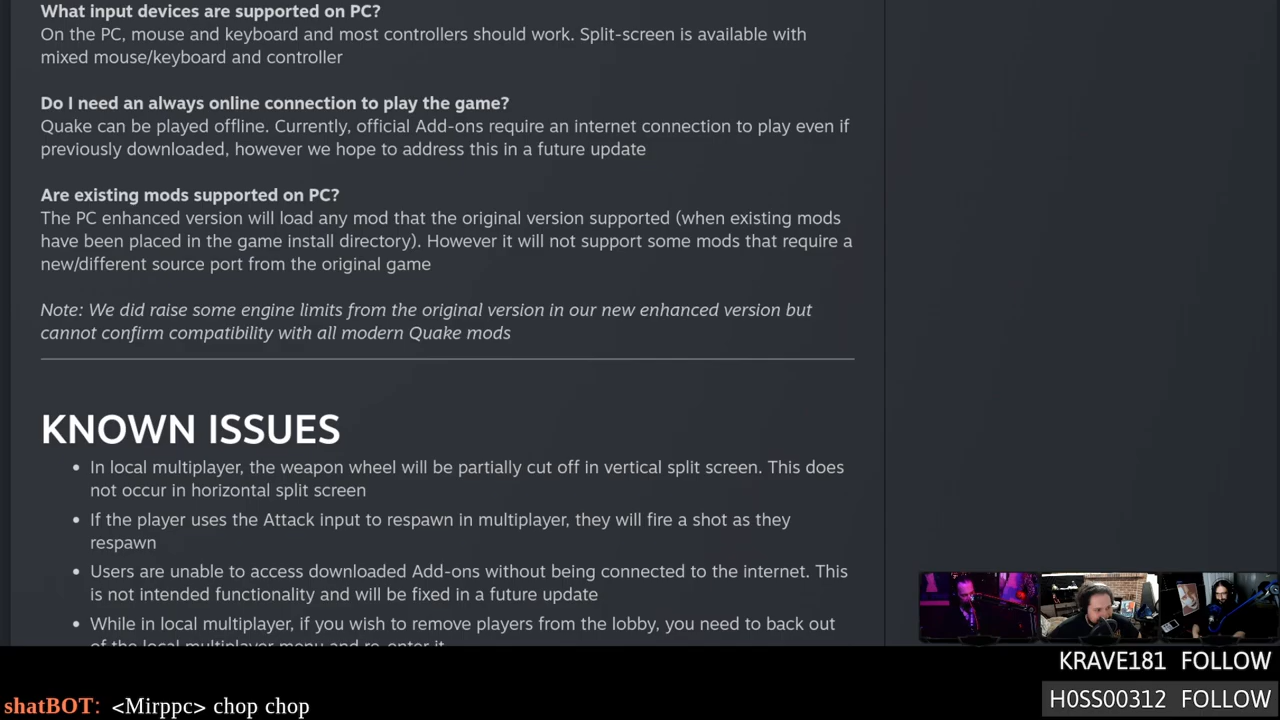 What input devices are supported on PC?
On the PC, mouse and keyboard and most controllers should work. Split-screen is available with
mixed mouse/keyboard and controller
Do I need an always online connection to play the game?
Quake can be played offline. Currently, official Add-ons require an internet connection to play even if
previously downloaded, however we hope to address this in a future update
Are existing mods supported on PC?
The PC enhanced version will load any mod that the original version supported (when existing mods
have been placed in the game install directory). However it will not support some mods that require a
new/different source port from the original game
Note: We did raise some engine limits from the original version in our new enhanced version but
cannot confirm compatibility with all modern Quake mods
KNOWN ISSUES
• In local multiplayer, the weapon wheel will be partially cut off in vertical split screen. This does
not occur in horizontal split screen
• If the player uses the Attack input to respawn in multiplayer, they will fire a shot as they
respawn
• Users are unable to access downloaded Add-ons without being connected to the internet. This
is not intended functionality and will be fixed in a future update
• While in local multiplayer, if you wish to remove players from the lobby, you need to back out
of the local multiplayer menu and re-enter it
KRAVE181 FOLLOW
H0SS00312 FOLLOW
shatBOT: <Mirppc> chop chop